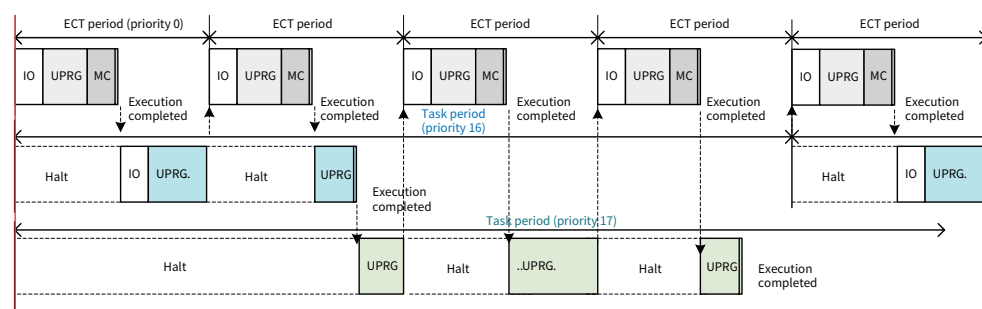 ECT period (priority 0)
ECT period
ECT period
ECT period
ECT period
IO UPRG MC
IO UPRG MC
IO UPRG MC
IO UPRG MC
IO UPRG MC
Execution
completed
Execution
completed
Execution
completed
Execution
completed
Execution
completed
Task period
(priority 16)
Halt
IO UPRG.
Halt
UPRG
Halt
IO UPRG.
Execution
completed
Task period (priority 17)
Halt
UPRG
Halt
..UPRG.
Halt
UPRG
Execution
completed